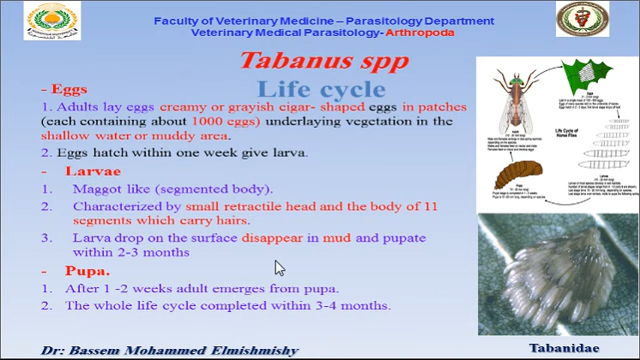 Faculty of Veterinary Medicine – Parasitology Department
Veterinary Medical Parasitology- Arthropoda
Tabanus spp
Life cycle
- Eggs
1. Adults lay eggs creamy or grayish cigar- shaped eggs in patches
(each containing about 1000 eggs) underlaying vegetation in the
shallow water or muddy area.
2. Eggs hatch within one week give larva.
- Larvae
1. Maggot like (segmented body).
2. Characterized by small retractile head and the body of 11
segments which carry hairs.
3. Larva drop on the surface disappear in mud and pupate
within 2-3 months
- Pupa.
1. After 1 -2 weeks adult emerges from pupa.
2. The whole life cycle completed within 3-4 months.
Life Cycle of
Horse Flies
Dr: Bassem Mohammed Elmishmishy
Tabanidae